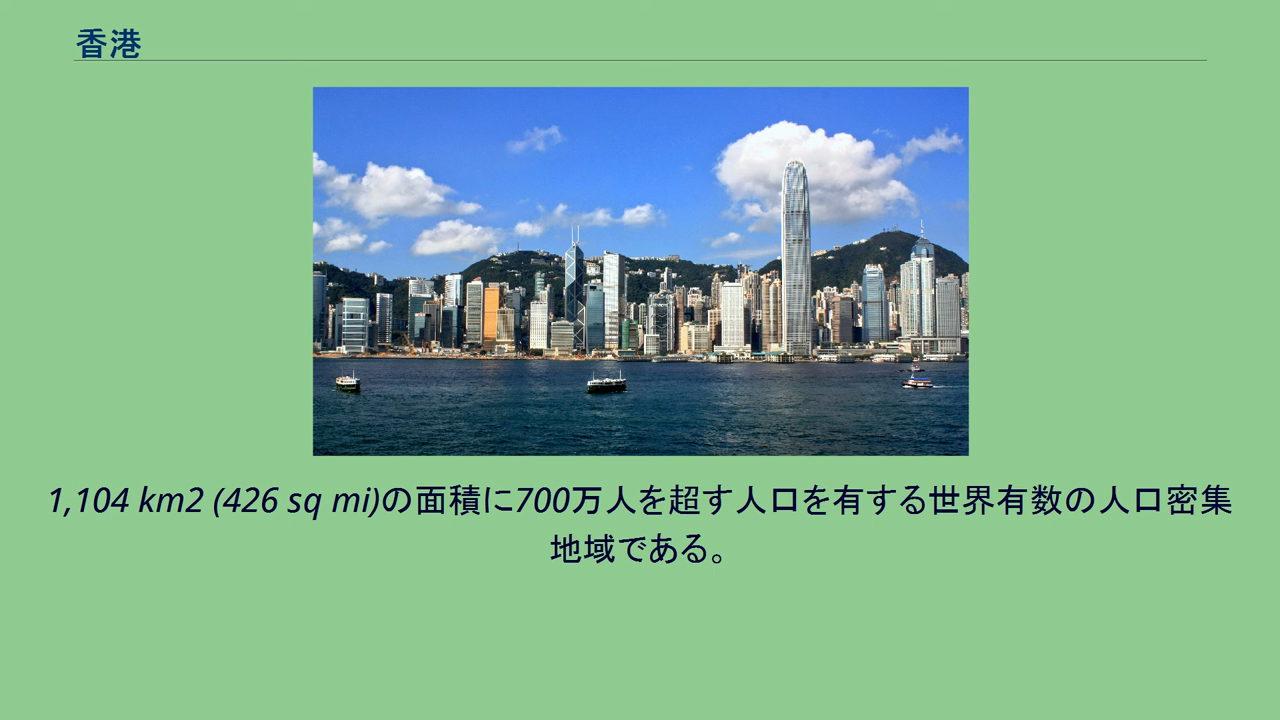 香港
1,104 km2 (426 sq mi)の面積に700万人を超す人口を有する世界有数の人口密集
地域である。